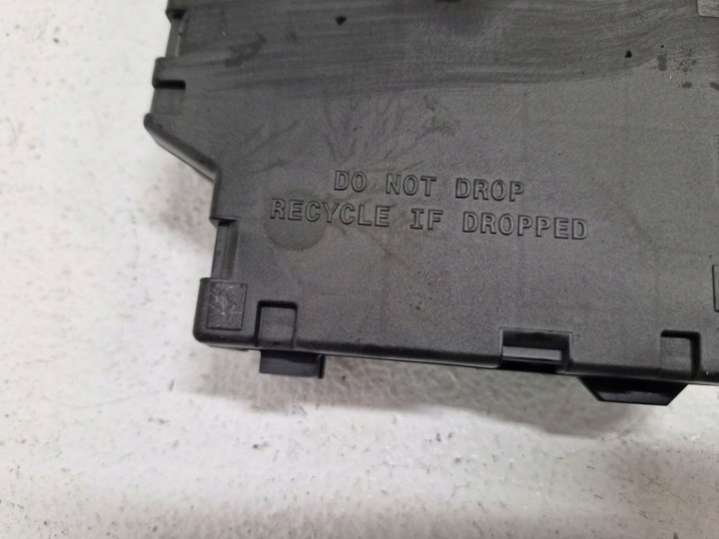 DO NOT DROP
RECYCLE IF DROPPED